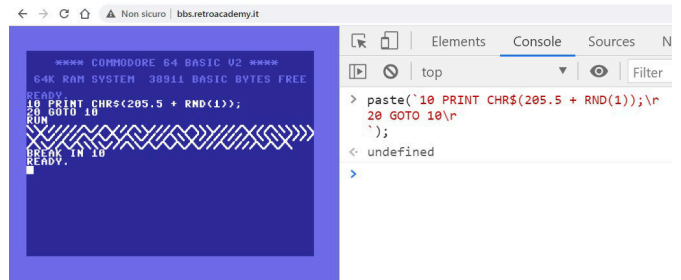 Non sicuro | bbs.retroacademy.it
**** COMMODORE 64 BASIC V2 ****
64K RAM SYSTEM 38911 BASIC BYTES FREE
READY.
10 PRINT CHR$(205.5 + RND(1));
20 GOTO 10
RUN
BREAK IN 10
READY.
Elements Console Sources N
top Filter
> paste(`10 PRINT CHR$(205.5 + RND(1));\r
20 GOTO 10\r
`);
< undefined
>